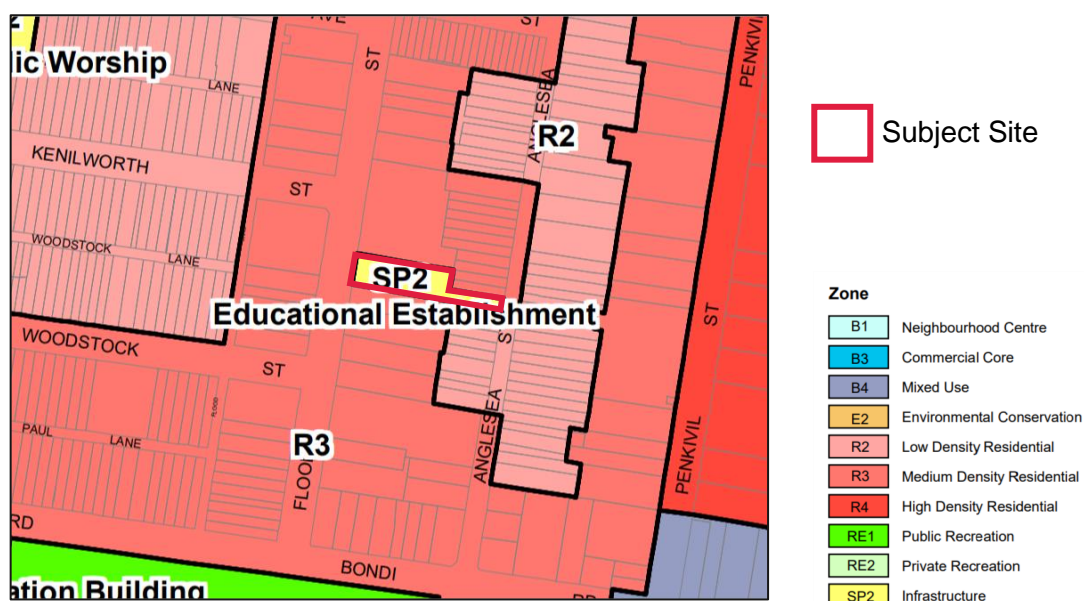 AVE
ST
ic Worship
LANE
ST
PENKIVIL
ANGLESEA
R2
KENILWORTH
ST
WOODSTOCK
LANE
SP2
Educational Establishment
ST
ST
WOODSTOCK
ST
FLOOD
PAUL
LANE
R3
FLOOD
ANGLESEA
PENKIVIL
RD
BONDI
RD
ation Building
Subject Site
Zone
B1 Neighbourhood Centre
B3 Commercial Core
B4 Mixed Use
E2 Environmental Conservation
R2 Low Density Residential
R3 Medium Density Residential
R4 High Density Residential
RE1 Public Recreation
RE2 Private Recreation
SP2 Infrastructure